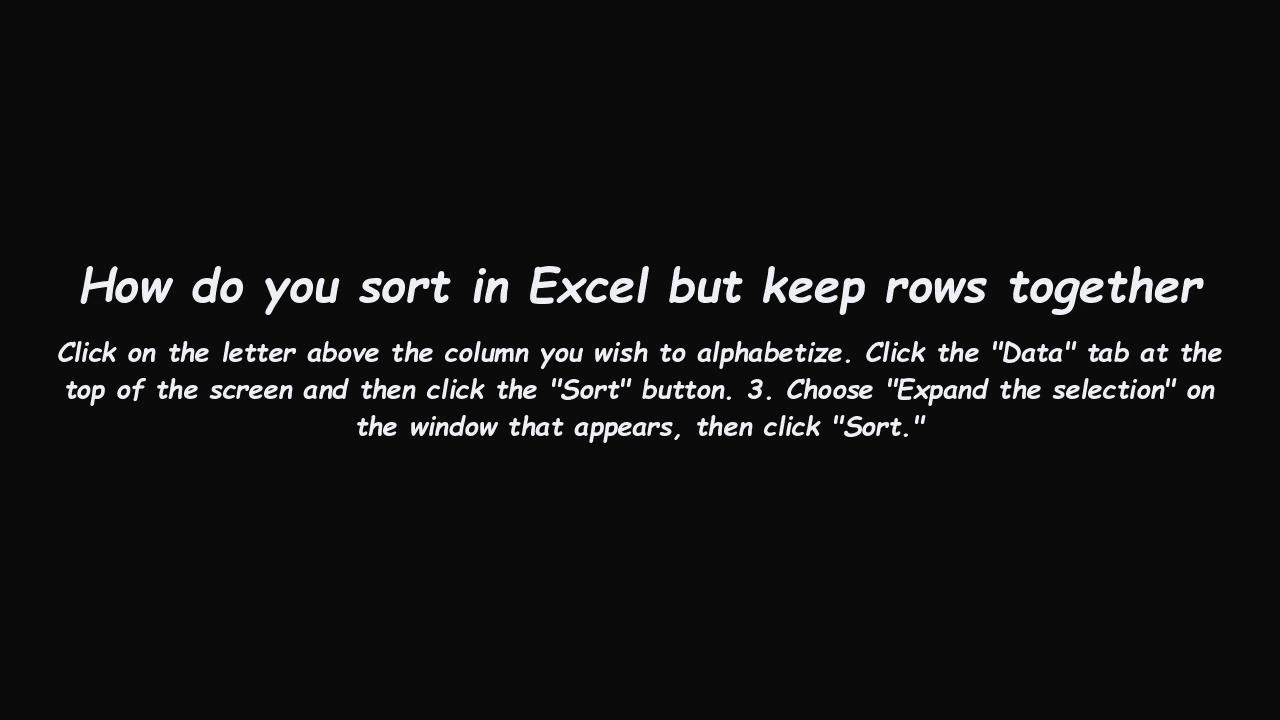 How do you sort in Excel but keep rows together
Click on the letter above the column you wish to alphabetize. Click the "Data" tab at the
top of the screen and then click the "Sort" button. 3. Choose "Expand the selection" on
the window that appears, then click "Sort."